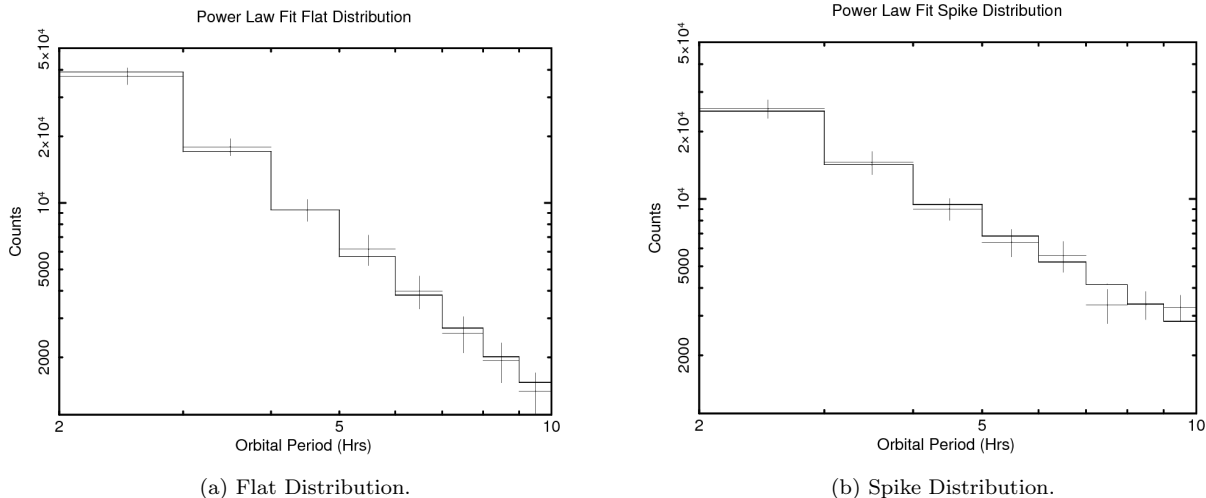 Power Law Fit Flat Distribution
5×10⁴
2×10⁴
10⁴
5000
2000
Counts
2
5
10
Orbital Period (Hrs)
(a) Flat Distribution.
Power Law Fit Spike Distribution
5×10⁴
2×10⁴
10⁴
5000
2000
Counts
2
5
10
Orbital Period (Hrs)
(b) Spike Distribution.